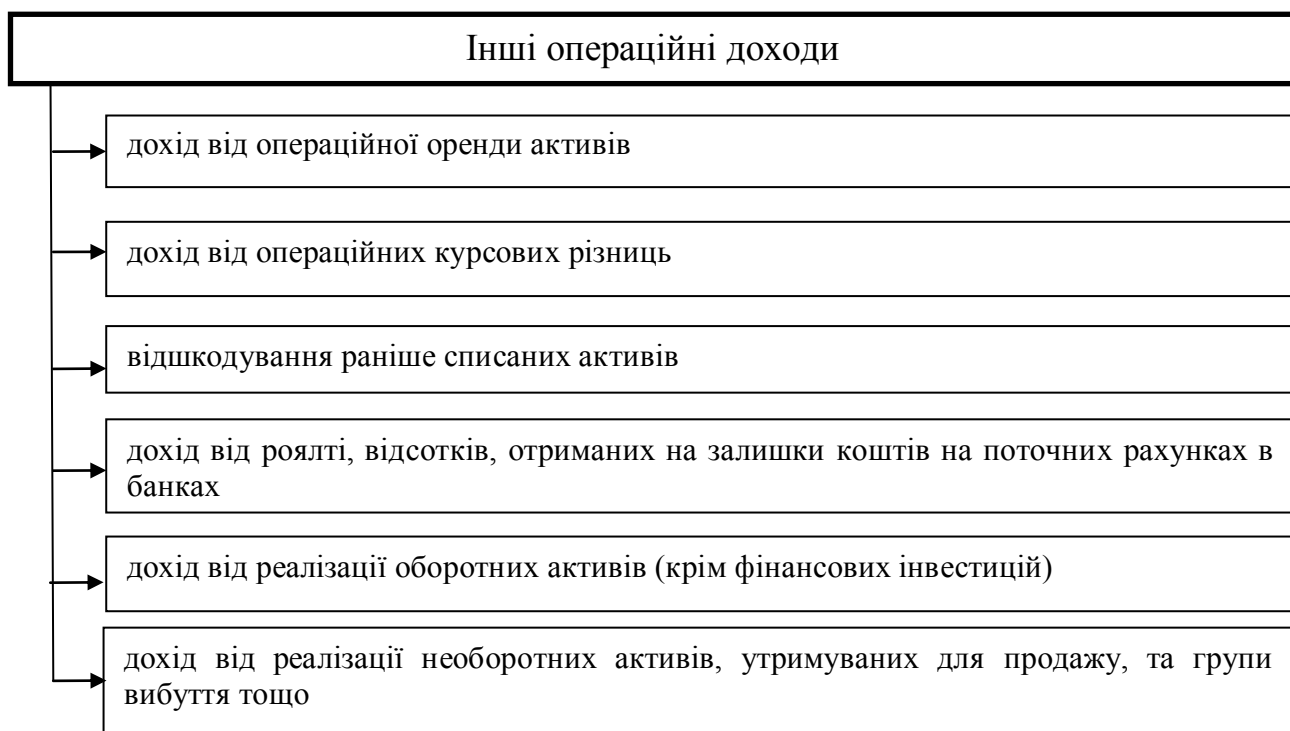 Інші операційні доходи
дохід від операційної оренди активів
дохід від операційних курсових різниць
відшкодування раніше списаних активів
дохід від роялті, відсотків, отриманих на залишки коштів на поточних рахунках в
банках
дохід від реалізації оборотних активів (крім фінансових інвестицій)
дохід від реалізації необоротних активів, утримуваних для продажу, та групи
вибуття тощо